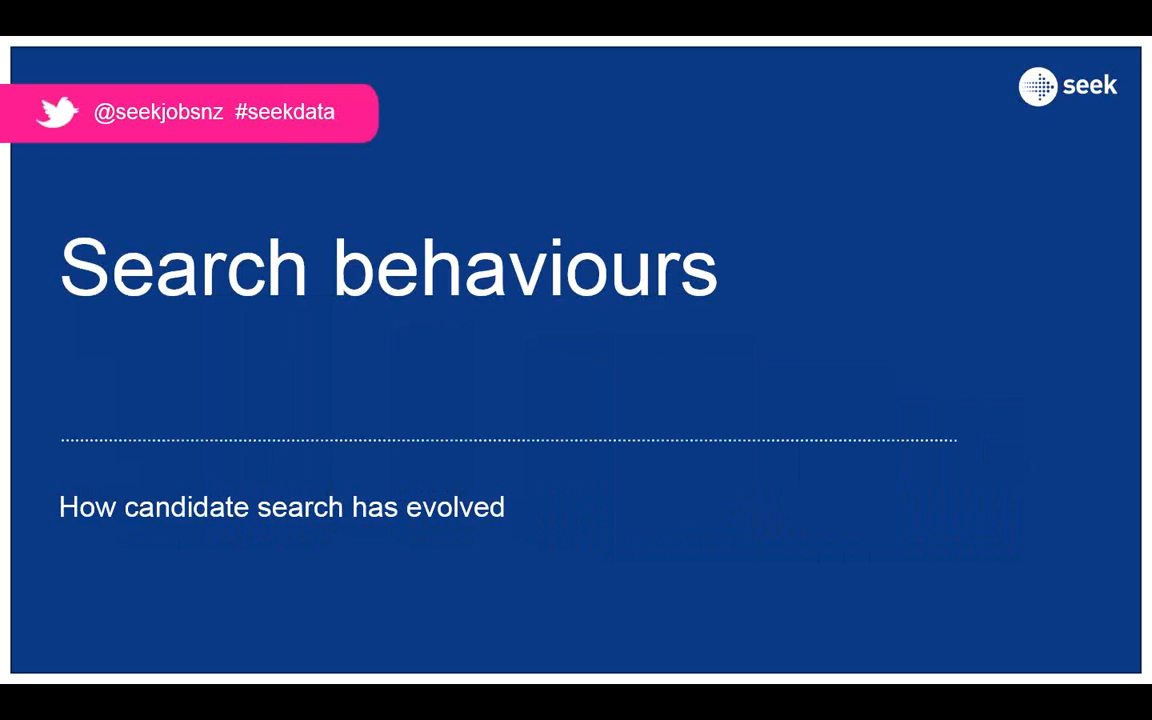 @seekjobsnz #seekdata
seek
Search behaviours
How candidate search has evolved